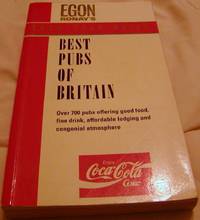 EGON
RONAY'S
BEST
PUBS
OF
BRITAIN
Over 700 pubs offering good food,
fine drink, affordable lodging and
congenial atmosphere
Enjoy
Coca-Cola
Coke